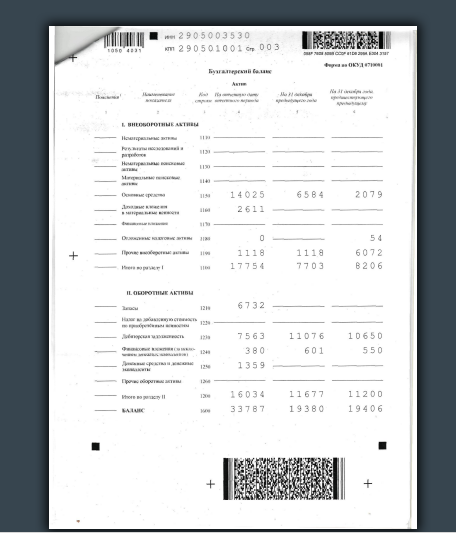 1050 4031
ИНН 2905003530
КПП 290501001 Стр. 003
Форма по ОКУД 0710001
Бухгалтерский баланс
Актив
Пояснения¹ Наименование показателя Код строки На отчетную дату отчетного периода На 31 декабря предыдущего года На 31 декабря года, предшествующего предыдущему
1 2 3 4 5 6
I. ВНЕОБОРОТНЫЕ АКТИВЫ
Нематериальные активы 1110
Результаты исследований и разработок 1120
Нематериальные поисковые активы 1130
Материальные поисковые активы 1140
Основные средства 1150 14025 6584 2079
Доходные вложения в материальные ценности 1160 2611
Финансовые вложения 1170
Отложенные налоговые активы 1180 0 54
Прочие внеоборотные активы 1190 1118 1118 6072
Итого по разделу I 1100 17754 7703 8206
II. ОБОРОТНЫЕ АКТИВЫ
Запасы 1210 6732
Налог на добавленную стоимость по приобретённым ценностям 1220
Дебиторская задолженность 1230 7563 11076 10650
Финансовые вложения (за исключением денежных эквивалентов) 1240 380 601 550
Денежные средства и денежные эквиваленты 1250 1359
Прочие оборотные активы 1260
Итого по разделу II 1200 16034 11677 11200
БАЛАНС 1600 33787 19380 19406